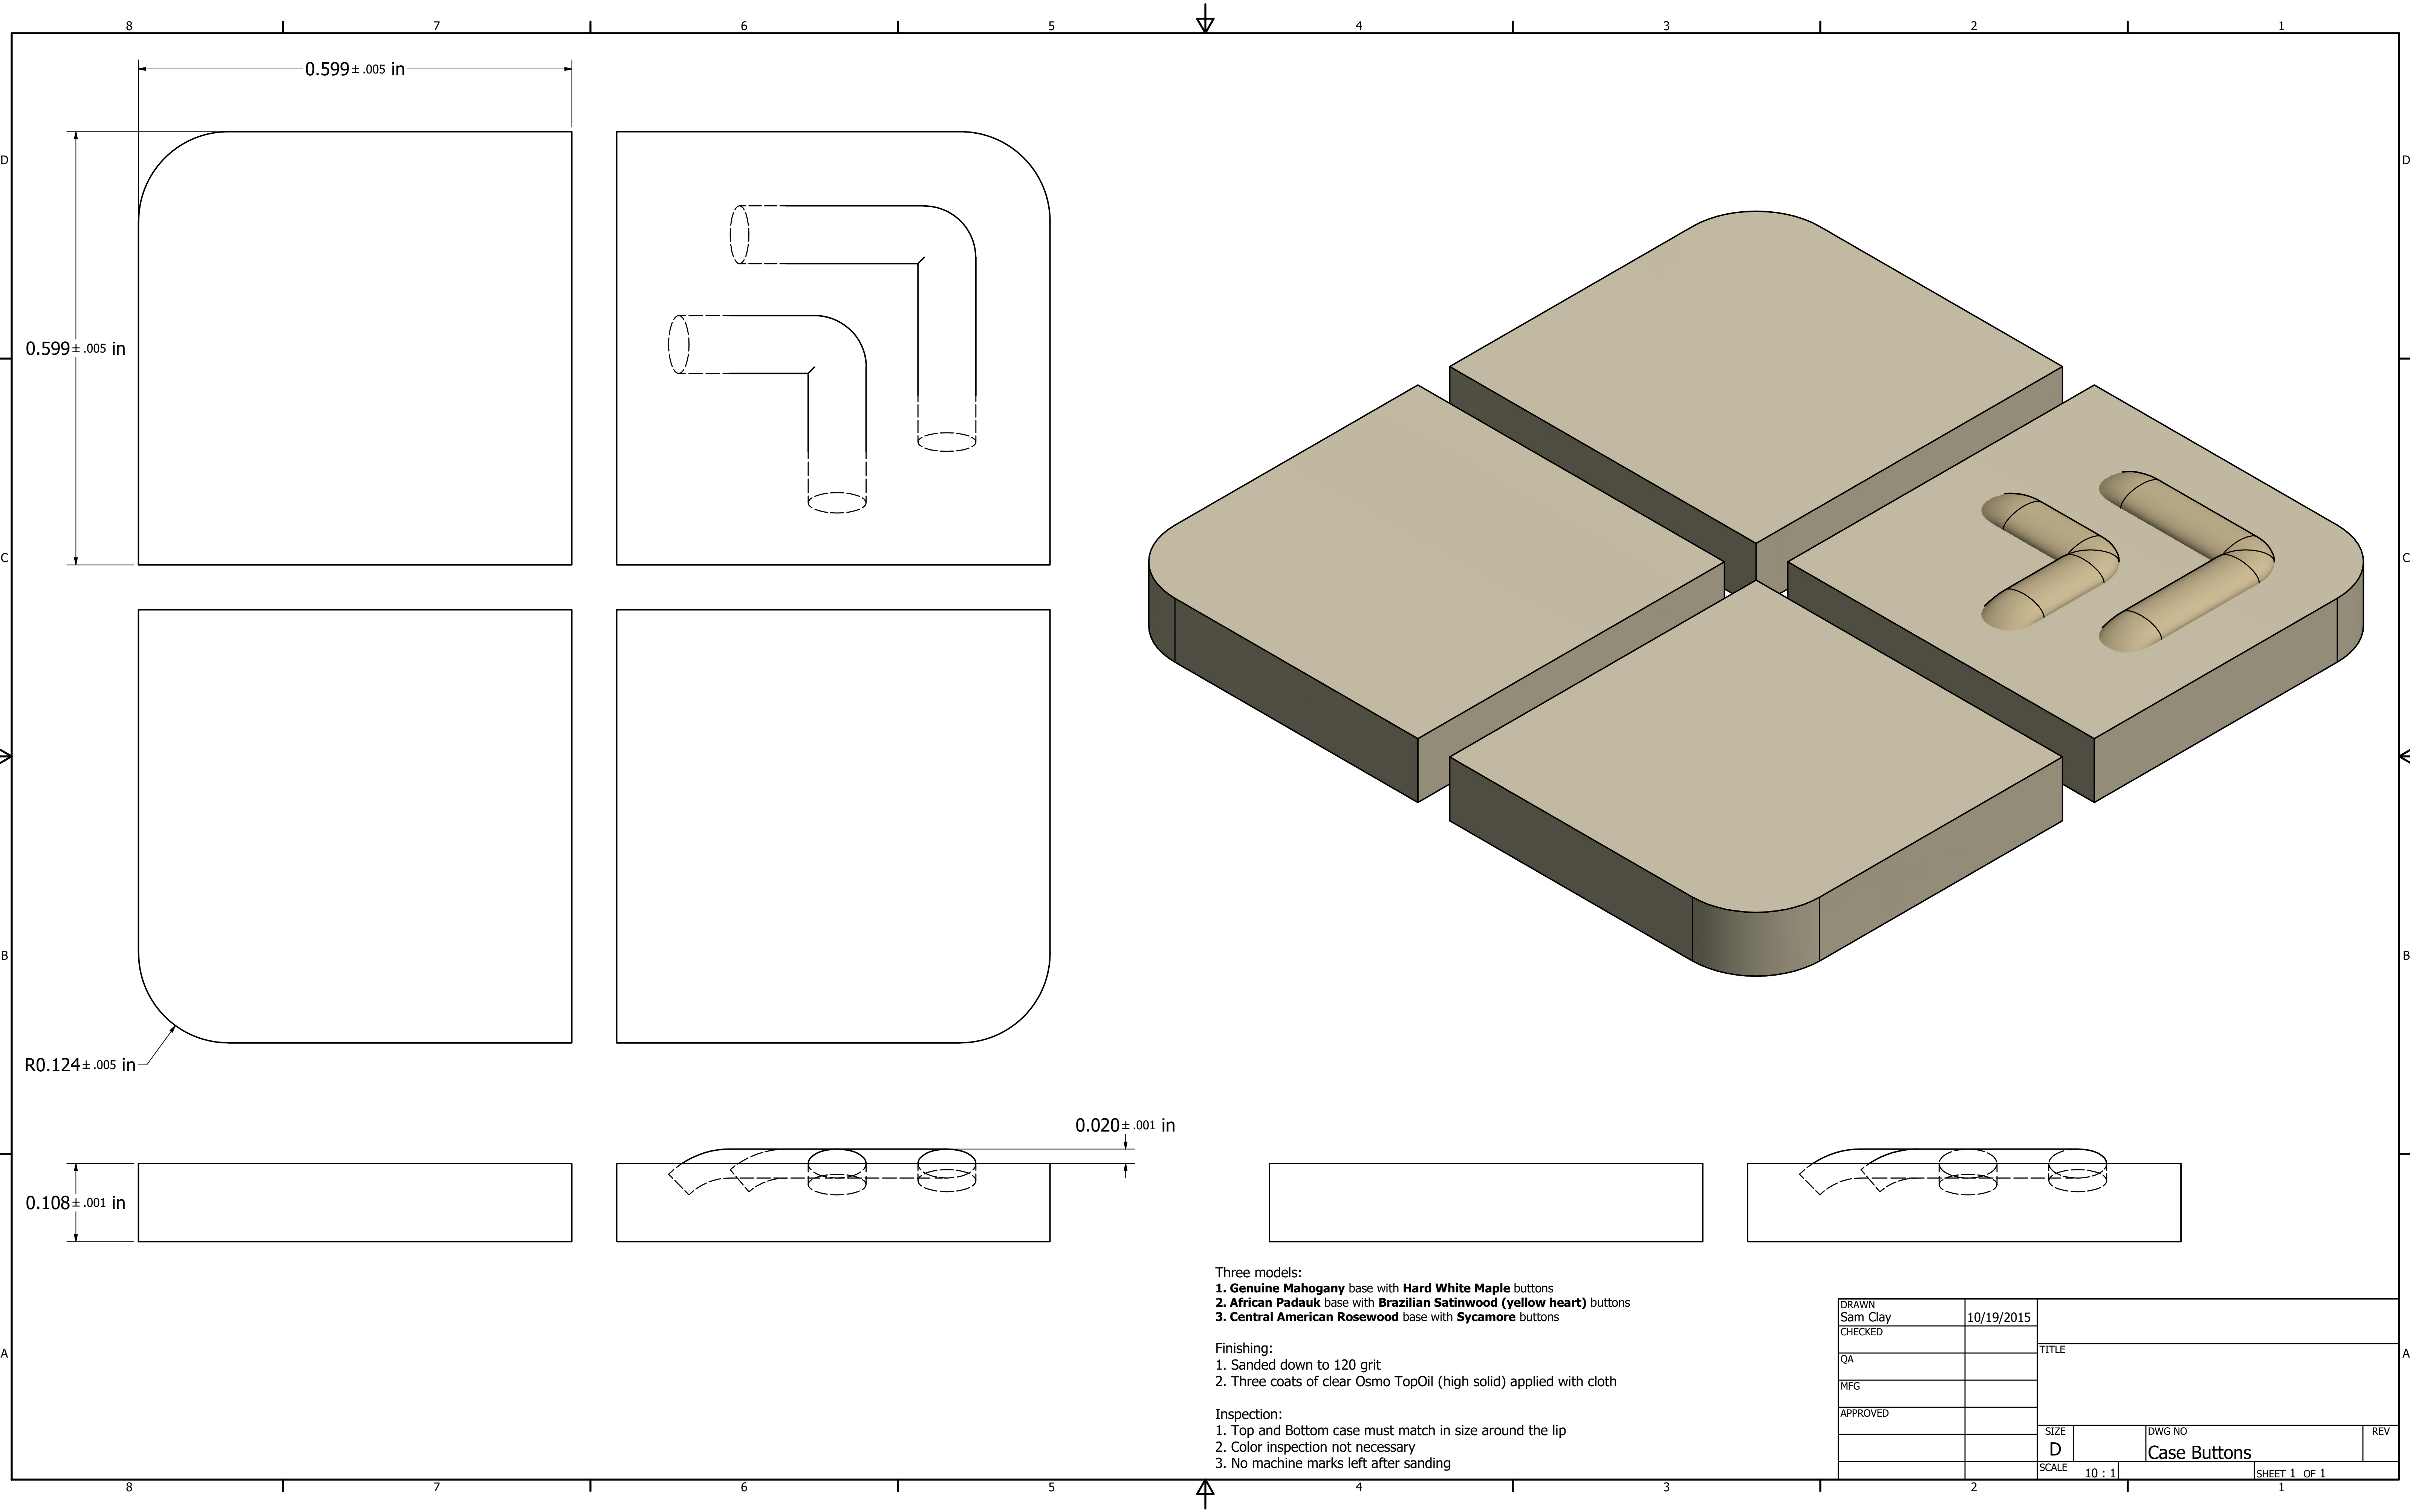 8 7 6 5 4 3 2 1
0.599± .005 in
D D
0.599± .005 in
C C
B B
R0.124± .005 in
0.020± .001 in
0.108± .001 in
Three models:
1. Genuine Mahogany base with Hard White Maple buttons
2. African Padauk base with Brazilian Satinwood (yellow heart) buttons
3. Central American Rosewood base with Sycamore buttons
Finishing:
1. Sanded down to 120 grit
2. Three coats of clear Osmo TopOil (high solid) applied with cloth
Inspection:
1. Top and Bottom case must match in size around the lip
2. Color inspection not necessary
3. No machine marks left after sanding
A A
DRAWN
Sam Clay 10/19/2015
CHECKED
QA
MFG
APPROVED
TITLE
SIZE
D
DWG NO
Case Buttons
REV
SCALE 10 : 1
SHEET 1 OF 1
8 7 6 5 4 3 2 1